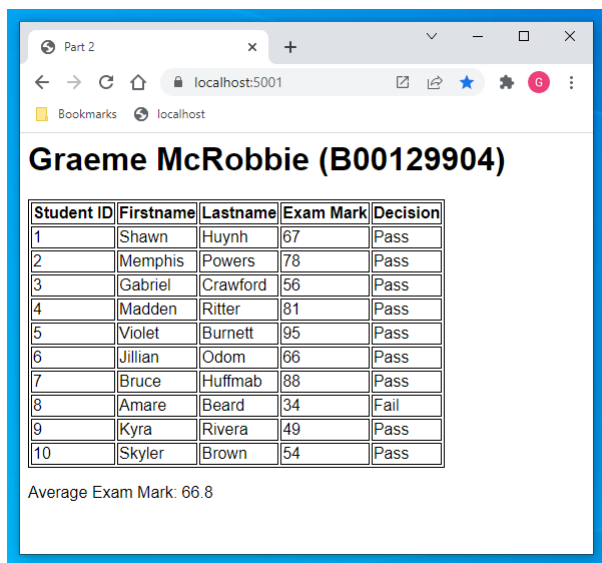 Part 2
localhost:5001
G
Bookmarks localhost
Graeme McRobbie (B00129904)
Student ID Firstname Lastname Exam Mark Decision
1 Shawn Huynh 67 Pass
2 Memphis Powers 78 Pass
3 Gabriel Crawford 56 Pass
4 Madden Ritter 81 Pass
5 Violet Burnett 95 Pass
6 Jillian Odom 66 Pass
7 Bruce Huffmab 88 Pass
8 Amare Beard 34 Fail
9 Kyra Rivera 49 Pass
10 Skyler Brown 54 Pass
Average Exam Mark: 66.8